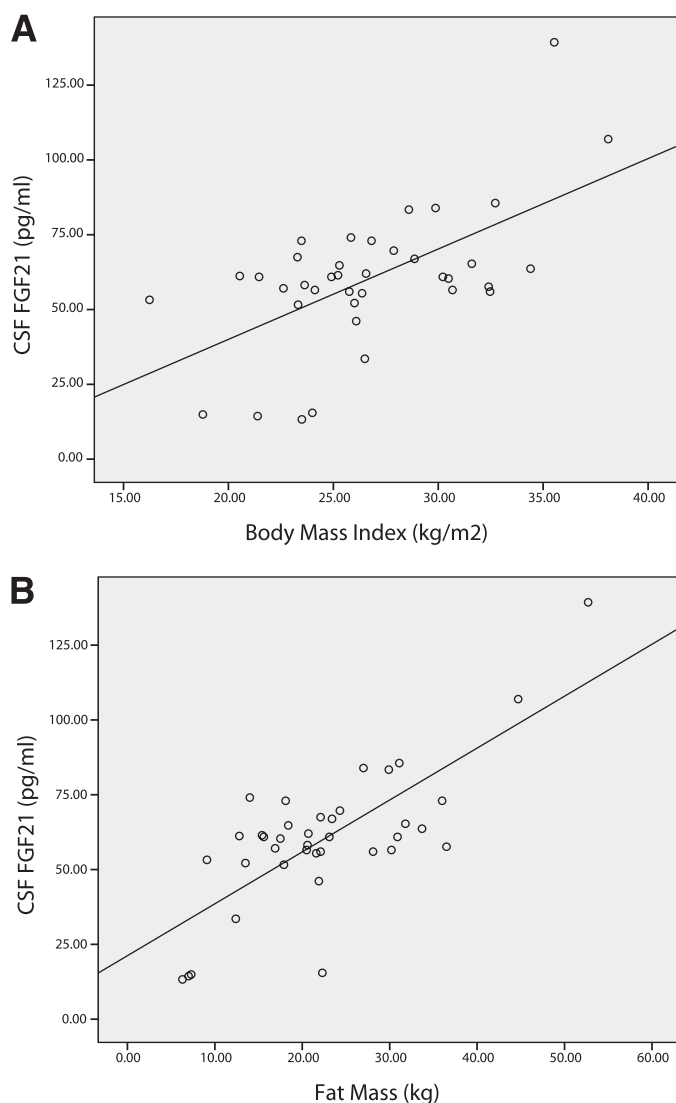 A
125.00
100.00
75.00
50.00
25.00
0.00
CSF FGF21 (pg/ml)
15.00 20.00 25.00 30.00 35.00 40.00
Body Mass Index (kg/m2)
B
125.00
100.00
75.00
50.00
25.00
0.00
CSF FGF21 (pg/ml)
0.00 10.00 20.00 30.00 40.00 50.00 60.00
Fat Mass (kg)